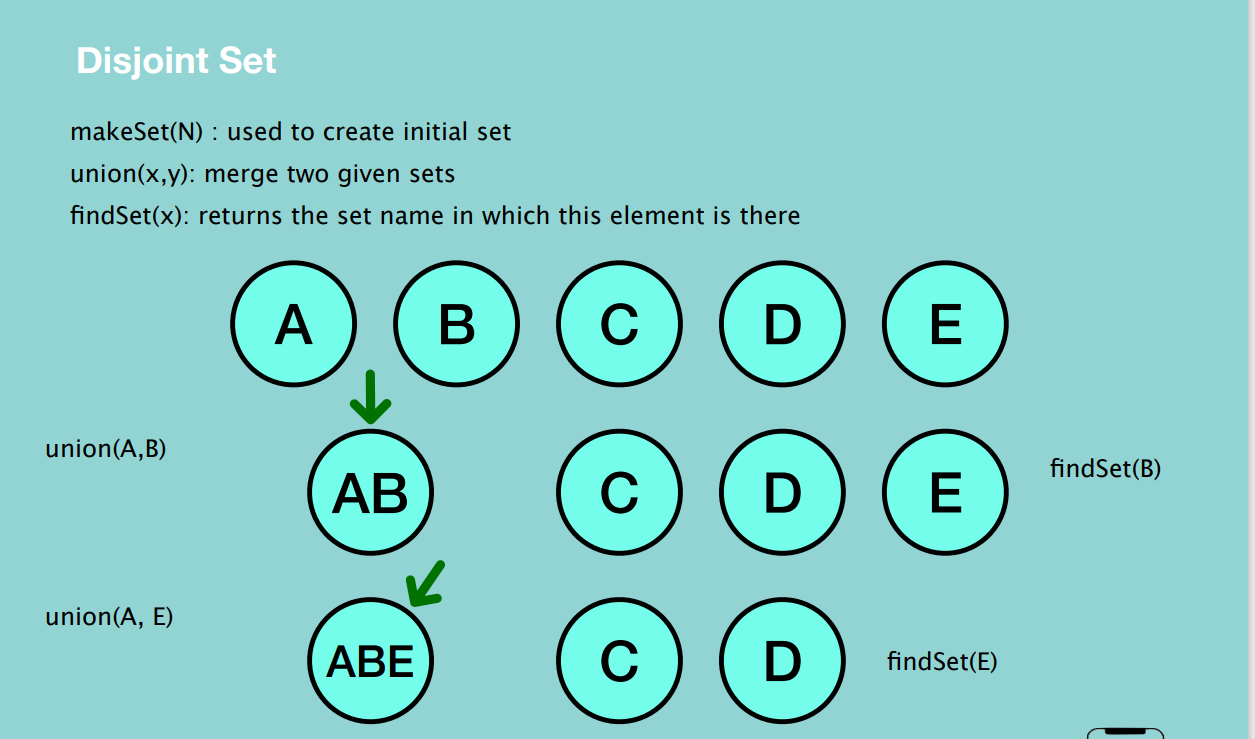 Disjoint Set
makeSet(N) : used to create initial set
union(x,y): merge two given sets
findSet(x): returns the set name in which this element is there
A B C D E
union(A,B) AB C D E findSet(B)
union(A, E) ABE C D findSet(E)